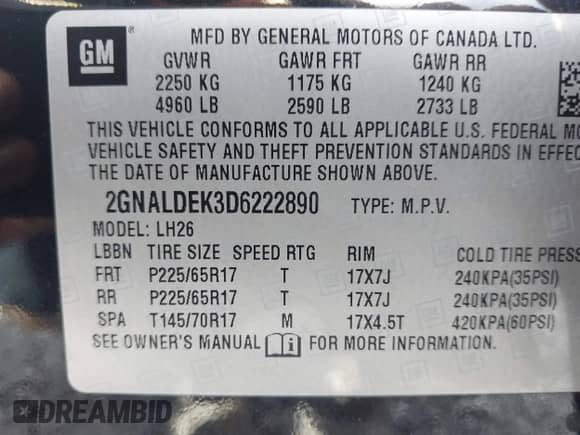 GM
MFD BY GENERAL MOTORS OF CANADA LTD.
GVWR GAWR FRT GAWR RR
2250 KG 1175 KG 1240 KG
4960 LB 2590 LB 2733 LB
THIS VEHICLE CONFORMS TO ALL APPLICABLE U.S. FEDERAL MO
VEHICLE SAFETY AND THEFT PREVENTION STANDARDS IN EFFEC
THE DATE OF MANUFACTURE SHOWN ABOVE.
2GNALDEK3D6222890 TYPE: M.P.V.
MODEL: LH26
LBBN TIRE SIZE SPEED RTG RIM COLD TIRE PRESS
FRT P225/65R17 T 17X7J 240KPA(35PSI)
RR P225/65R17 T 17X7J 240KPA(35PSI)
SPA T145/70R17 M 17X4.5T 420KPA(60PSI)
SEE OWNER'S MANUAL FOR MORE INFORMATION.
DREAMBID